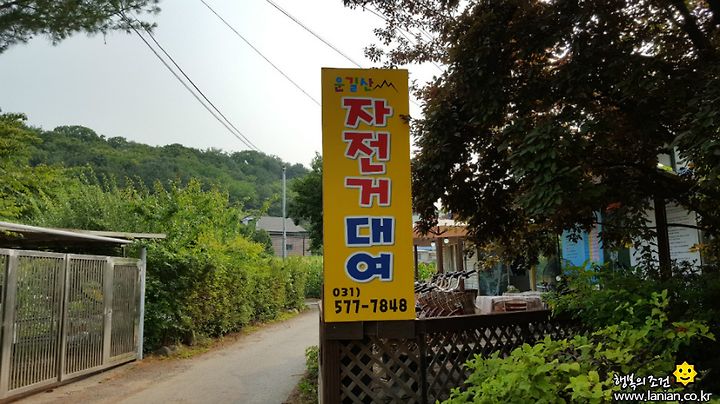 운길산
자전거 대여
031)
577-7848
행복의조건
www.lanian.co.kr